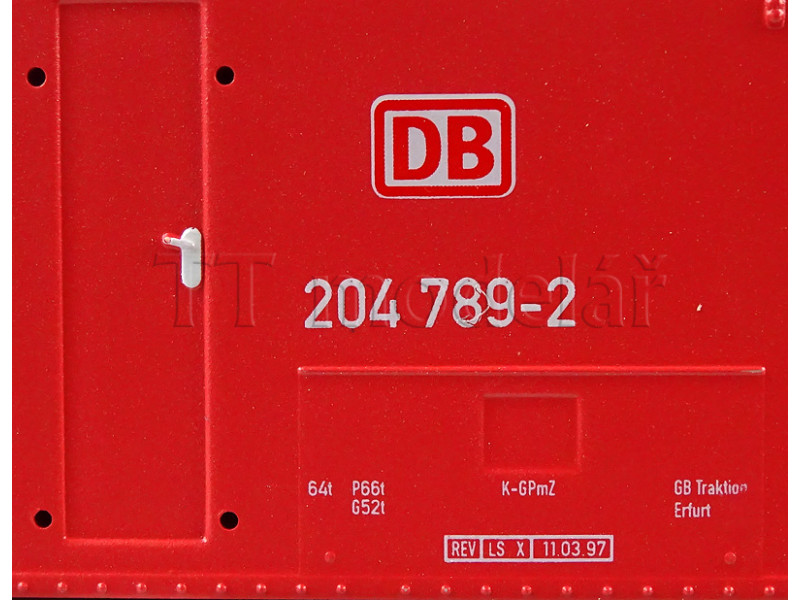 DB
TT modelář
204 789-2
64t P66t K-GPmZ GB Traktion
G52t Erfurt
REV LS X 11.03.97